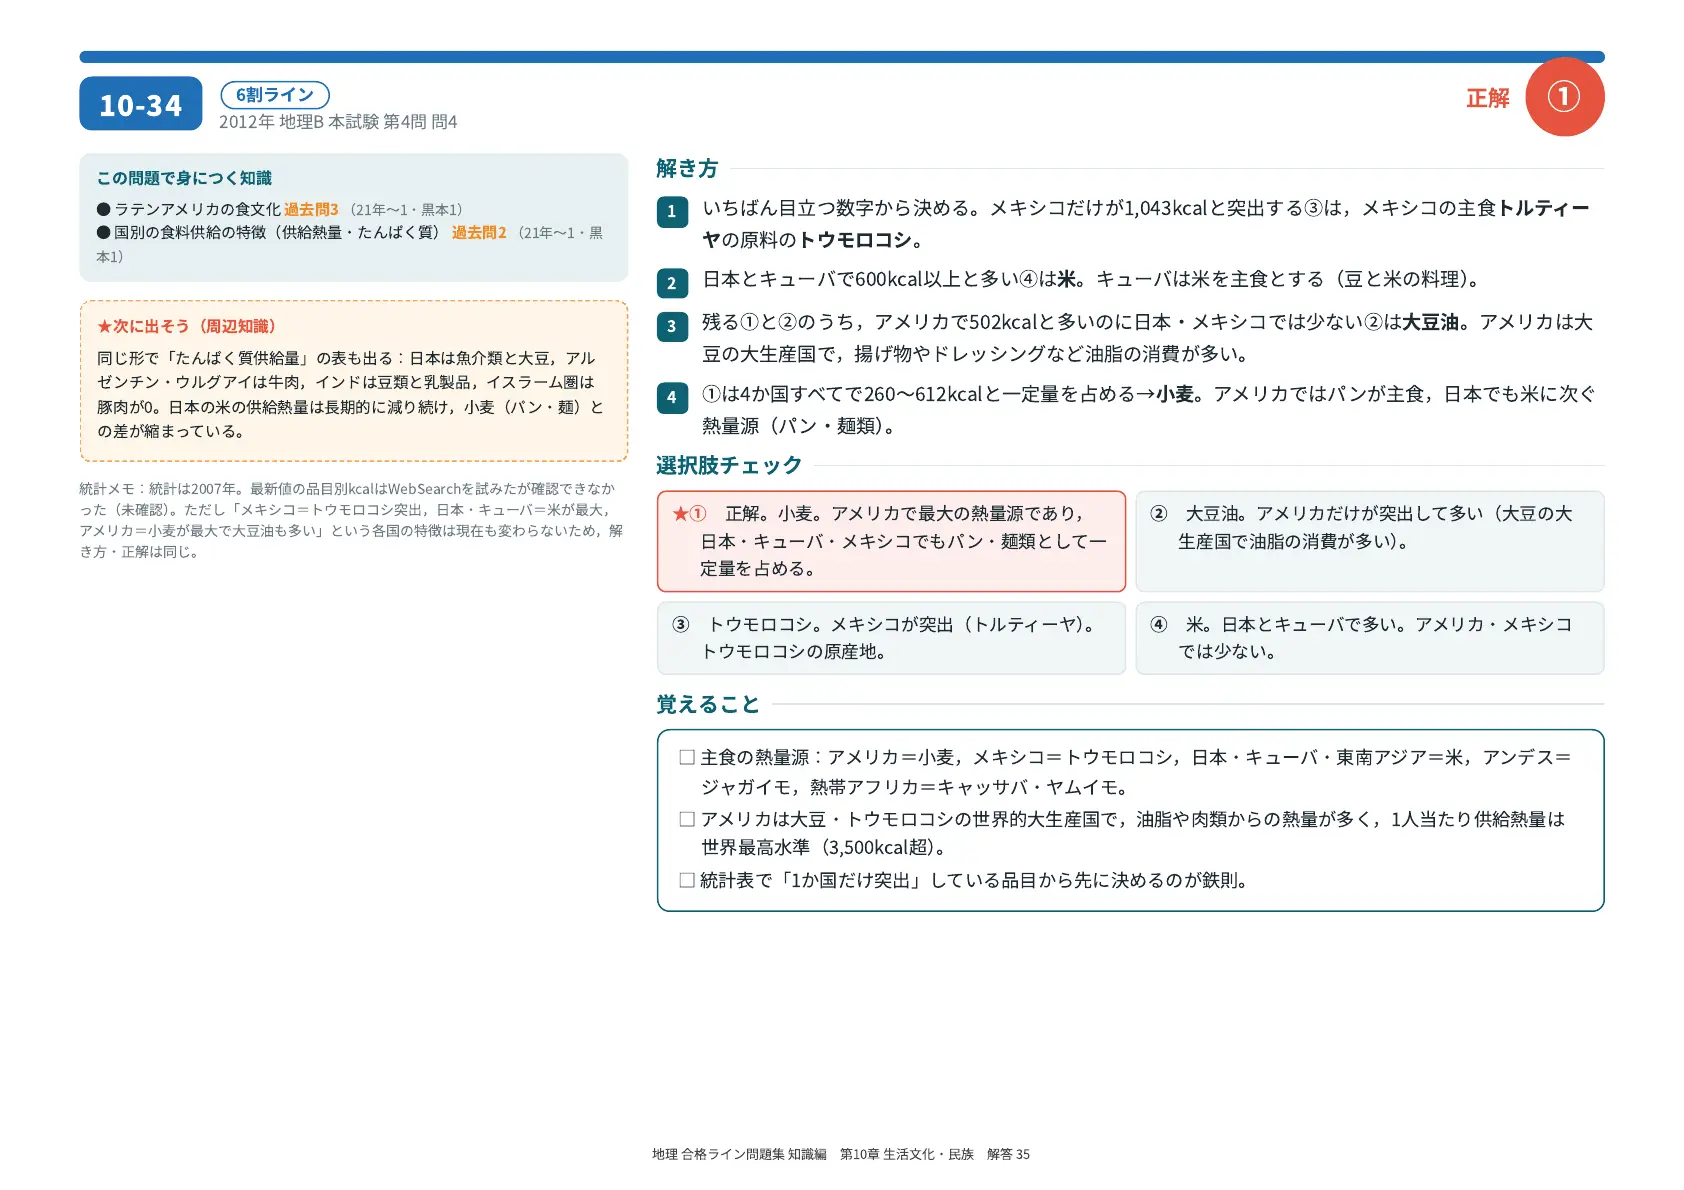 10-34
6割ライン
2012年 地理B 本試験 第4問 問4
正解 ①
この問題で身につく知識
● ラテンアメリカの食文化 過去問3 （21年～1・黒本1）
● 国別の食料供給の特徴（供給熱量・たんぱく質） 過去問2 （21年～1・黒
本1）
★次に出そう（周辺知識）
同じ形で「たんぱく質供給量」の表も出る：日本は魚介類と大豆，アル
ゼンチン・ウルグアイは牛肉，インドは豆類と乳製品，イスラーム圏は
豚肉が0。日本の米の供給熱量は長期的に減り続け，小麦（パン・麺）と
の差が縮まっている。
統計メモ：統計は2007年。最新値の品目別kcalはWebSearchを試みたが確認できなか
った（未確認）。ただし「メキシコ＝トウモロコシ突出，日本・キューバ＝米が最大，
アメリカ＝小麦が最大で大豆油も多い」という各国の特徴は現在も変わらないため，解
き方・正解は同じ。
解き方
1 いちばん目立つ数字から決める。メキシコだけが1,043kcalと突出する③は，メキシコの主食トルティー
ヤの原料のトウモロコシ。
2 日本とキューバで600kcal以上と多い④は米。キューバは米を主食とする（豆と米の料理）。
3 残る①と②のうち，アメリカで502kcalと多いのに日本・メキシコでは少ない②は大豆油。アメリカは大
豆の大生産国で，揚げ物やドレッシングなど油脂の消費が多い。
4 ①は4か国すべてで260～612kcalと一定量を占める→小麦。アメリカではパンが主食，日本でも米に次ぐ
熱量源（パン・麺類）。
選択肢チェック
★① 正解。小麦。アメリカで最大の熱量源であり，
日本・キューバ・メキシコでもパン・麺類として一
定量を占める。
② 大豆油。アメリカだけが突出して多い（大豆の大
生産国で油脂の消費が多い）。
③ トウモロコシ。メキシコが突出（トルティーヤ）。
トウモロコシの原産地。
④ 米。日本とキューバで多い。アメリカ・メキシコ
では少ない。
覚えること
□ 主食の熱量源：アメリカ＝小麦，メキシコ＝トウモロコシ，日本・キューバ・東南アジア＝米，アンデス＝
ジャガイモ，熱帯アフリカ＝キャッサバ・ヤムイモ。
□ アメリカは大豆・トウモロコシの世界的大生産国で，油脂や肉類からの熱量が多く，1人当たり供給熱量は
世界最高水準（3,500kcal超）。
□ 統計表で「1か国だけ突出」している品目から先に決めるのが鉄則。
地理 合格ライン問題集 知識編 第10章 生活文化・民族 解答 35